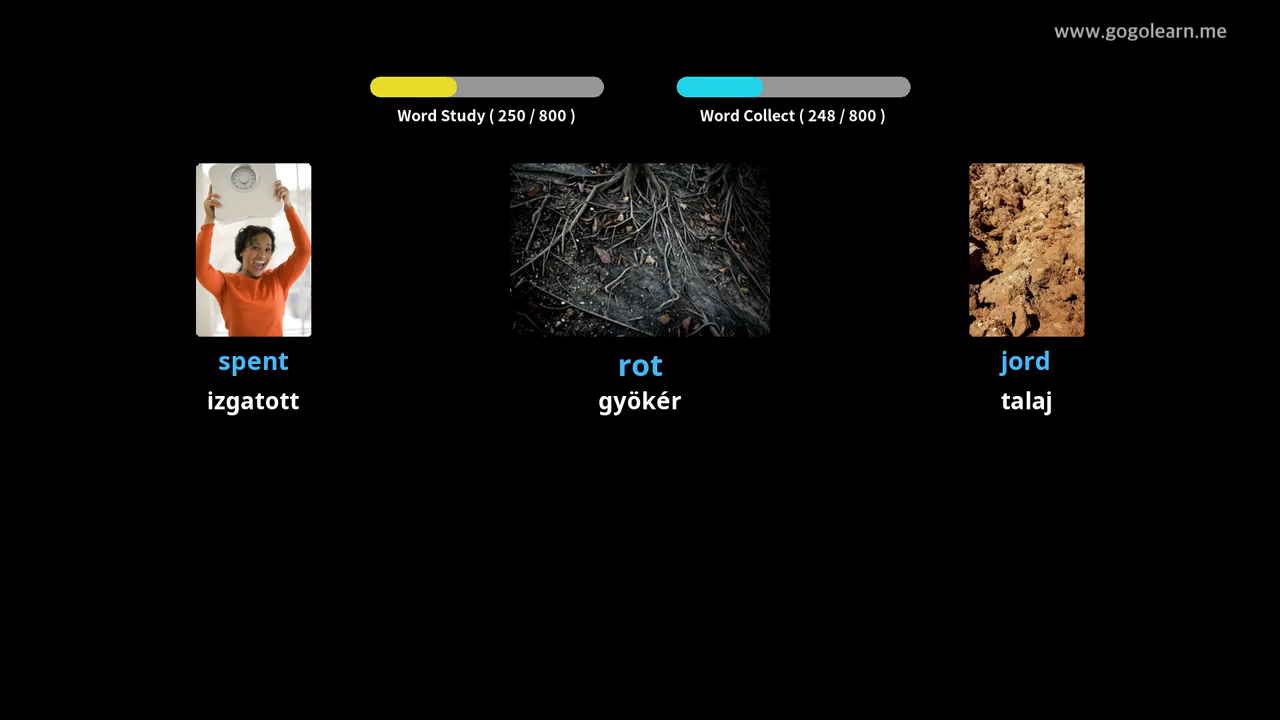 www.gogolearn.me
Word Study ( 250 / 800 )
Word Collect ( 248 / 800 )
spent
izgatott
rot
gyökér
jord
talaj